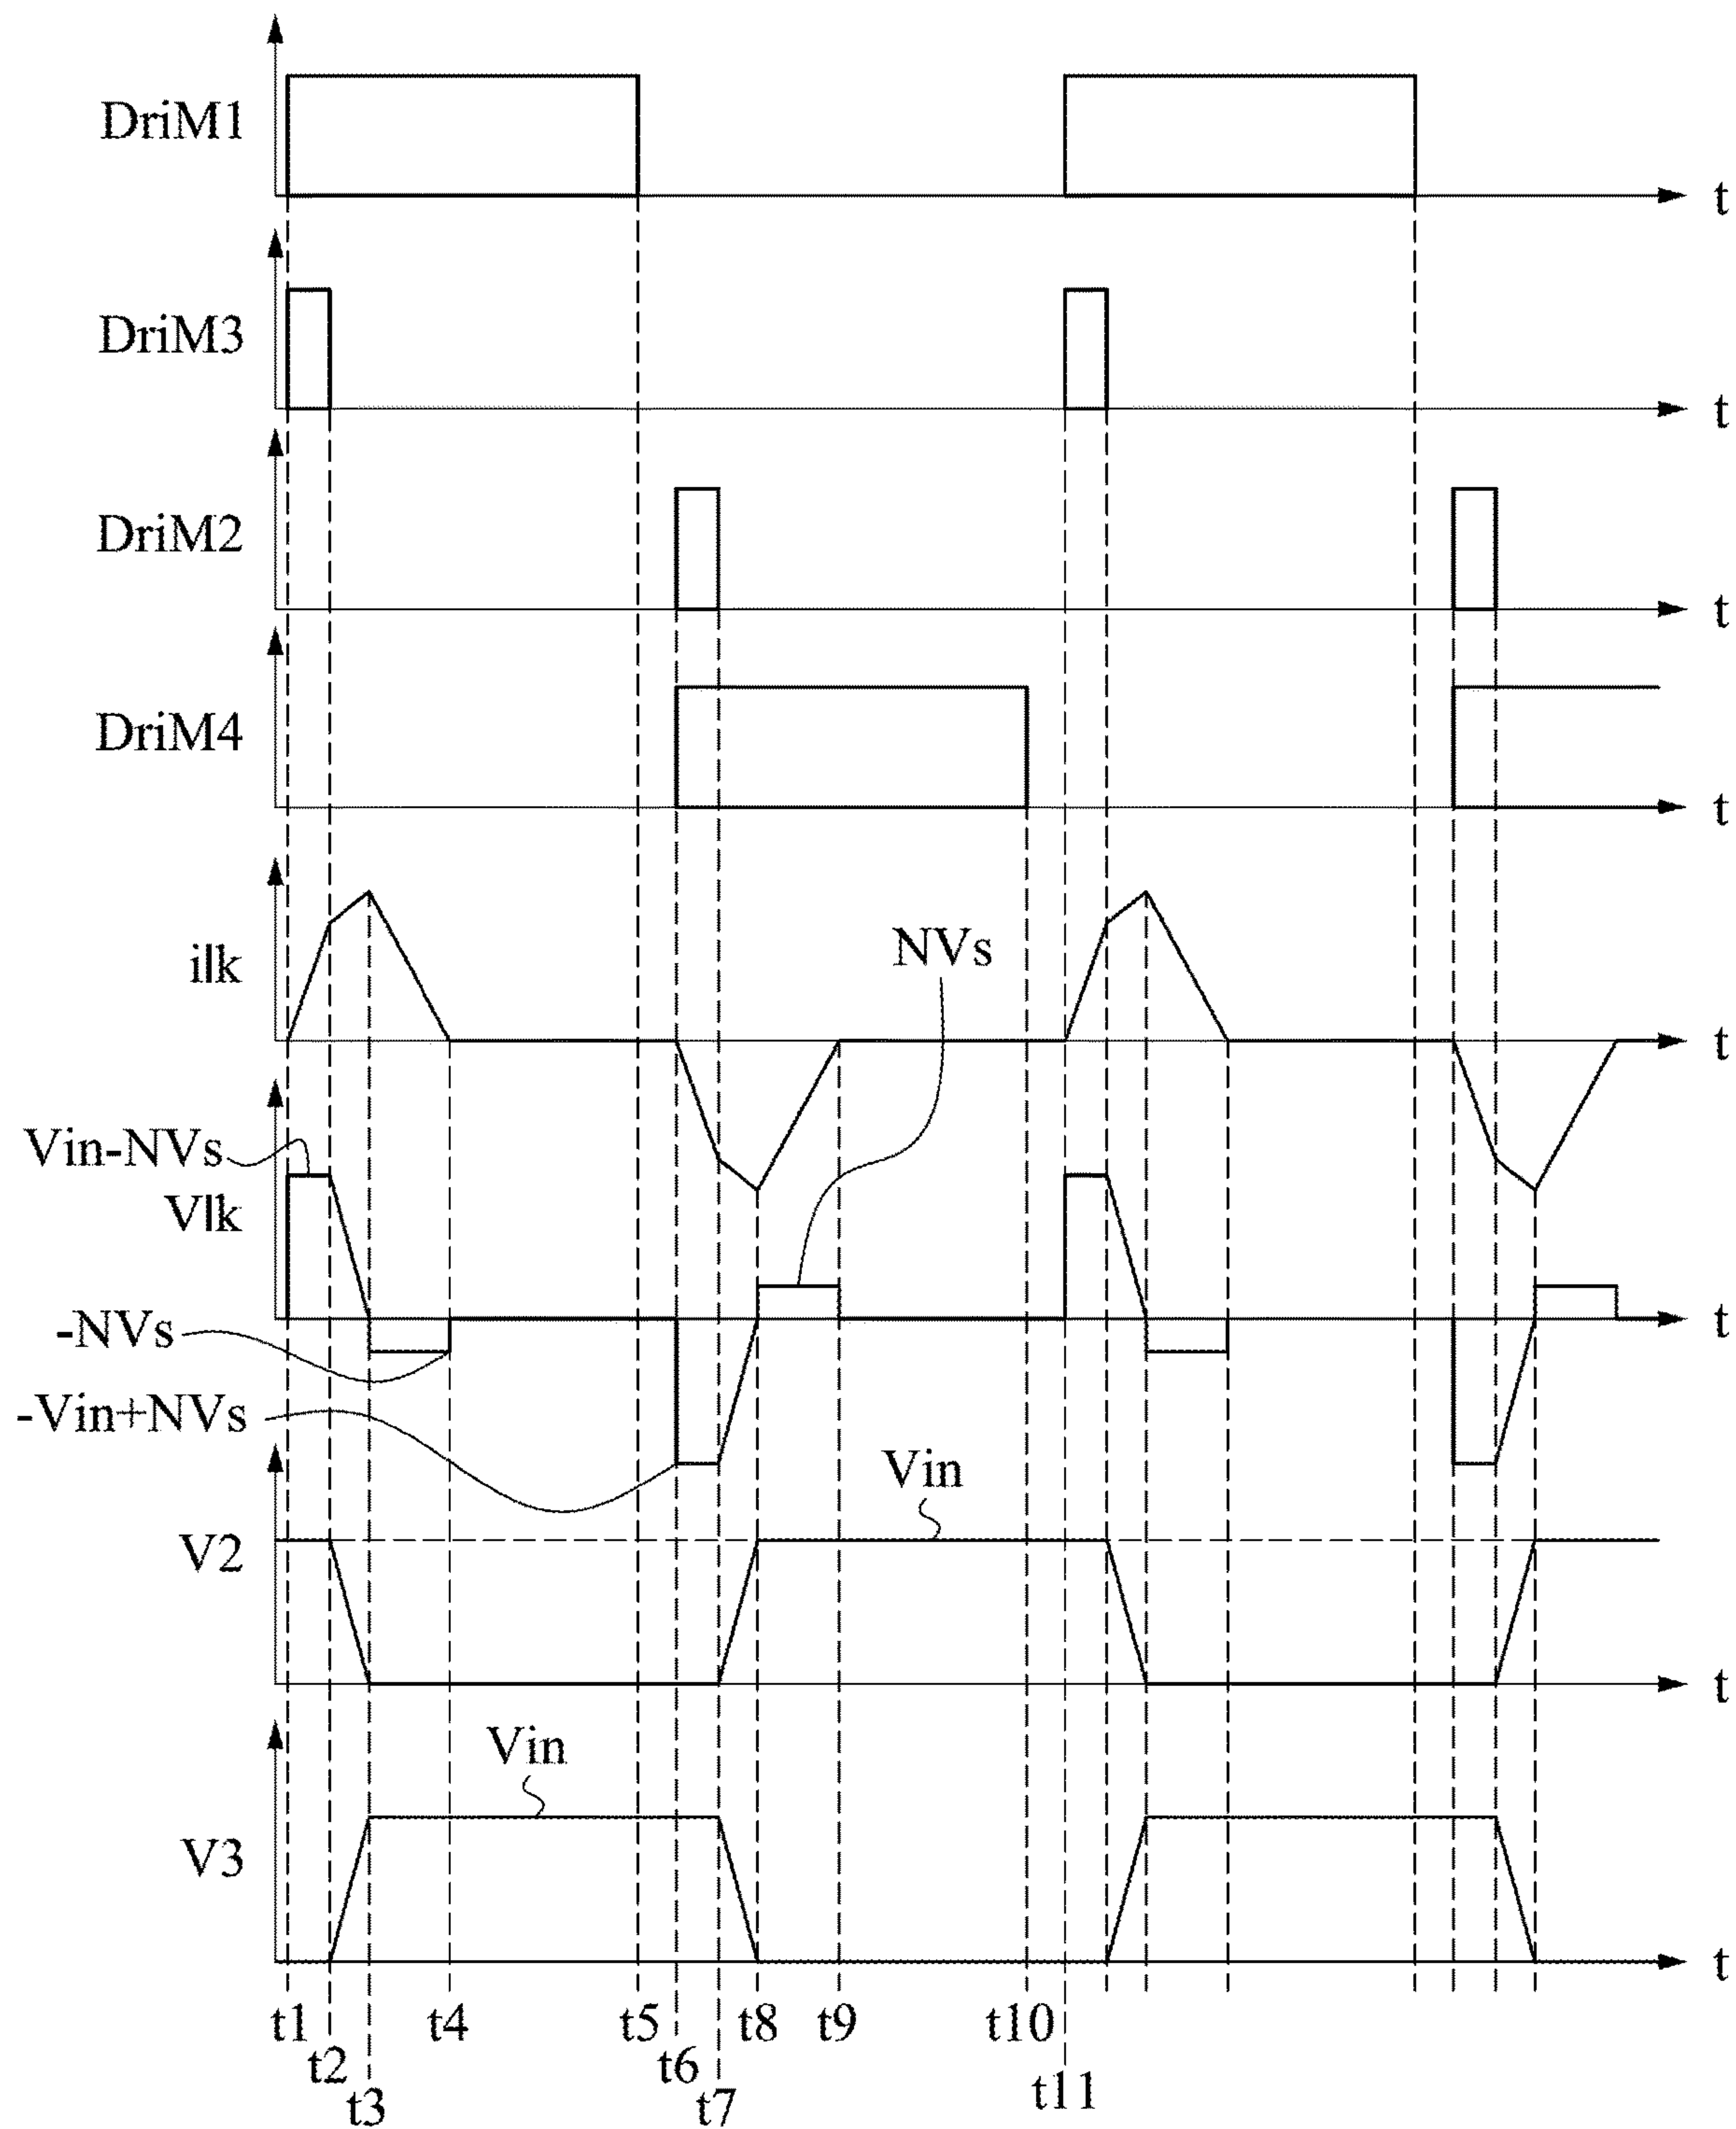 DriM1
t
DriM3
t
DriM2
t
DriM4
t
ilk
NVs
t
Vin-NVs
Vlk
-NVs
t
-Vin+NVs
Vin
V2
t
Vin
V3
t
t1 t4 t5 t8 t9 t10
t2 t6
t3 t7 t11